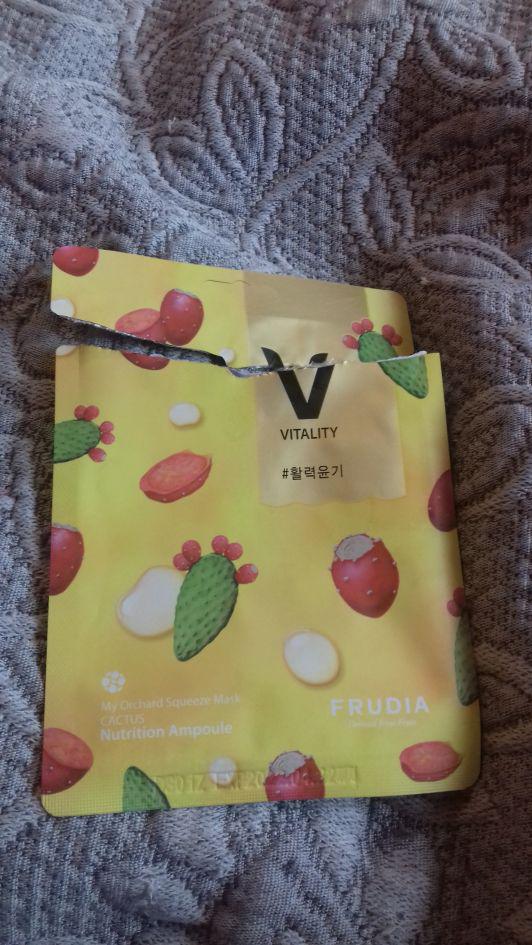 V
VITALITY
#활력윤기
My Orchard Squeeze Mask
CACTUS
Nutrition Ampoule
FRUDIA